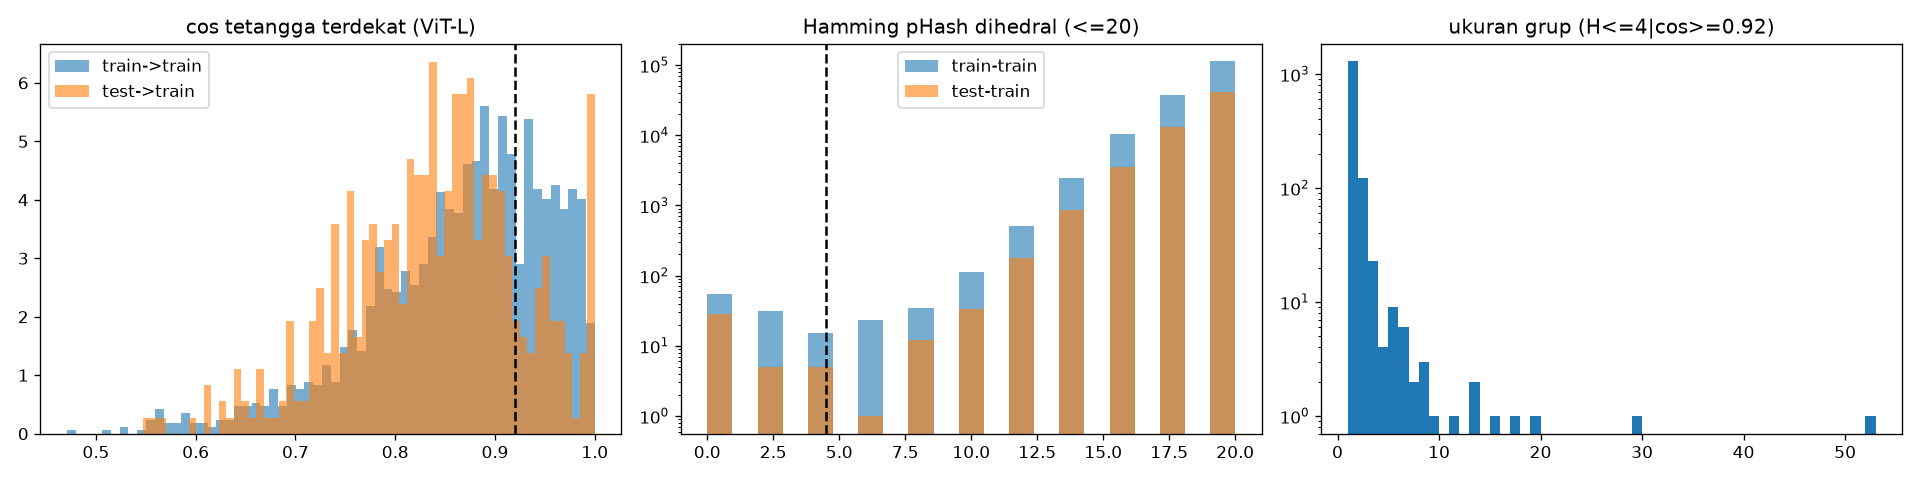 cos tetangga terdekat (ViT-L)
train->train
test->train
6
5
4
3
2
1
0
0.5 0.6 0.7 0.8 0.9 1.0
Hamming pHash dihedral (<=20)
train-train
test-train
10^5
10^4
10^3
10^2
10^1
10^0
0.0 2.5 5.0 7.5 10.0 12.5 15.0 17.5 20.0
ukuran grup (H<=4|cos>=0.92)
10^3
10^2
10^1
10^0
0 10 20 30 40 50